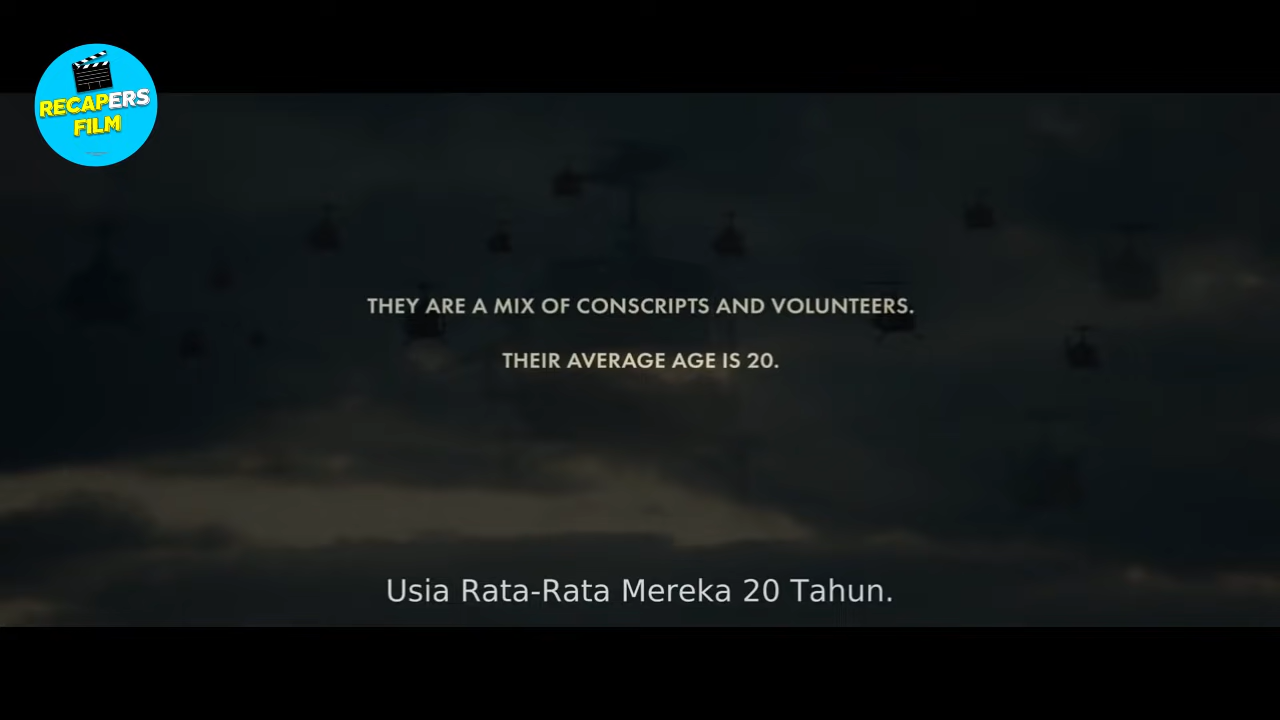 RECAPERS
FILM
THEY ARE A MIX OF CONSCRIPTS AND VOLUNTEERS.
THEIR AVERAGE AGE IS 20.
Usia Rata-Rata Mereka 20 Tahun.